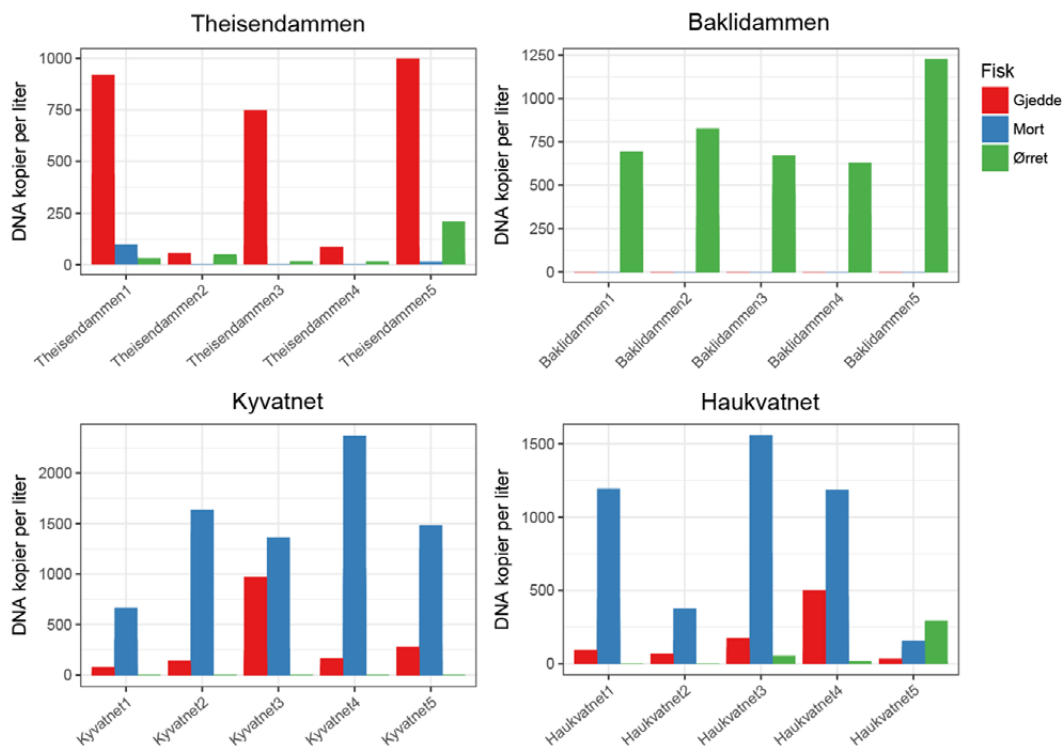 Theisendammen
DNA kopier per liter
1000
750
500
250
0
Theisendammen1
Theisendammen2
Theisendammen3
Theisendammen4
Theisendammen5
Baklidammen
DNA kopier per liter
1250
1000
750
500
250
0
Baklidammen1
Baklidammen2
Baklidammen3
Baklidammen4
Baklidammen5
Fisk
Gjedde
Mort
Ørret
Kyvatnet
DNA kopier per liter
2000
1500
1000
500
0
Kyvatnet1
Kyvatnet2
Kyvatnet3
Kyvatnet4
Kyvatnet5
Haukvatnet
DNA kopier per liter
1500
1000
500
0
Haukvatnet1
Haukvatnet2
Haukvatnet3
Haukvatnet4
Haukvatnet5